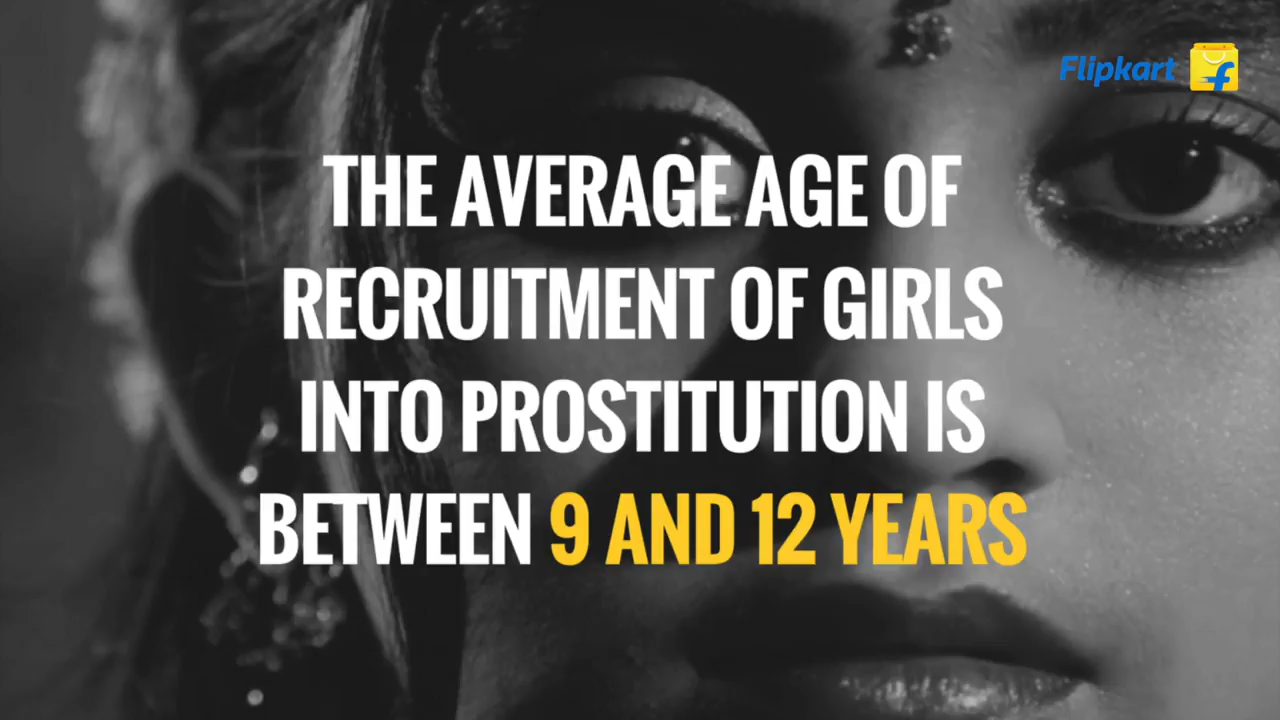 Flipkart
THE AVERAGE AGE OF
RECRUITMENT OF GIRLS
INTO PROSTITUTION IS
BETWEEN 9 AND 12 YEARS